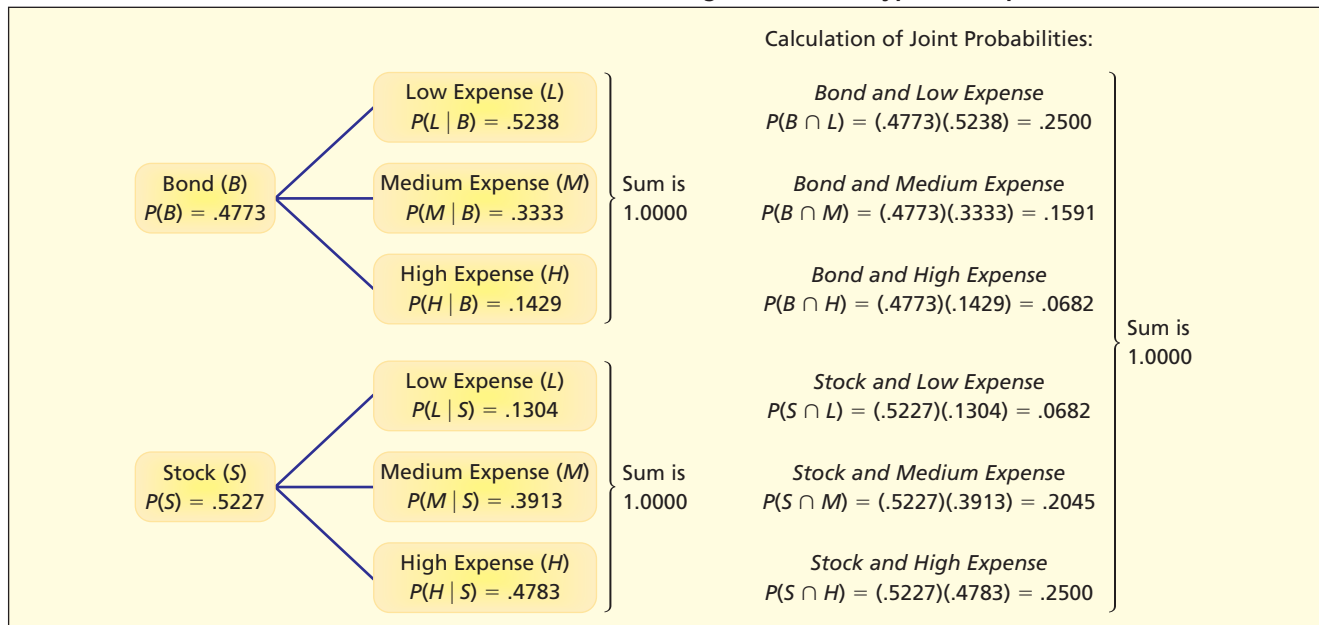 Calculation of Joint Probabilities:
Bond (B)
P(B) = .4773
Low Expense (L)
P(L | B) = .5238
Medium Expense (M)
P(M | B) = .3333
High Expense (H)
P(H | B) = .1429
Sum is
1.0000
Bond and Low Expense
P(B ∩ L) = (.4773)(.5238) = .2500
Bond and Medium Expense
P(B ∩ M) = (.4773)(.3333) = .1591
Bond and High Expense
P(B ∩ H) = (.4773)(.1429) = .0682
Stock (S)
P(S) = .5227
Low Expense (L)
P(L | S) = .1304
Medium Expense (M)
P(M | S) = .3913
High Expense (H)
P(H | S) = .4783
Sum is
1.0000
Stock and Low Expense
P(S ∩ L) = (.5227)(.1304) = .0682
Stock and Medium Expense
P(S ∩ M) = (.5227)(.3913) = .2045
Stock and High Expense
P(S ∩ H) = (.5227)(.4783) = .2500
Sum is
1.0000